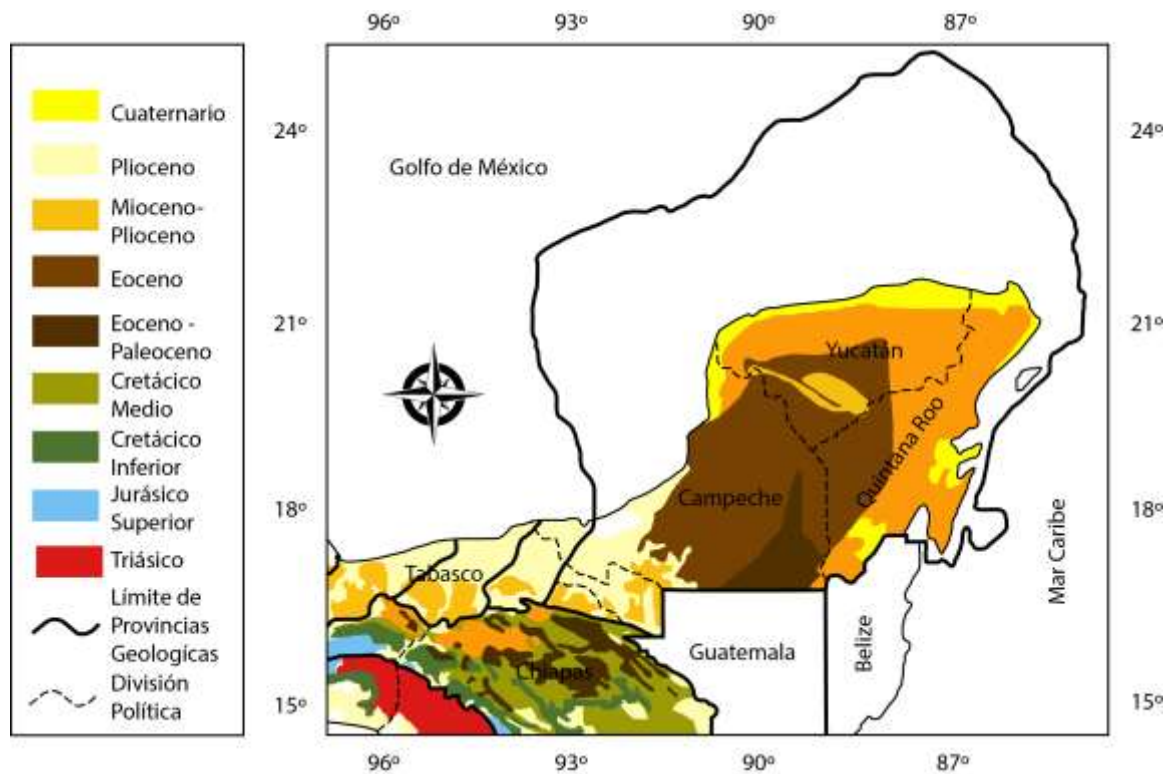 96º 93º 90º 87º
Cuaternario
Plioceno
Mioceno-
Plioceno
Eoceno
Eoceno -
Paleoceno
Cretácico
Medio
Cretácico
Inferior
Jurásico
Superior
Triásico
Límite de
Provincias
Geologícas
División
Política
24º
21º
18º
15º
Golfo de México
Yucatán
Quintana Roo
Campeche
Tabasco
Chiapas
Guatemala
Belize
Mar Caribe
24º
21º
18º
15º
96º 93º 90º 87º